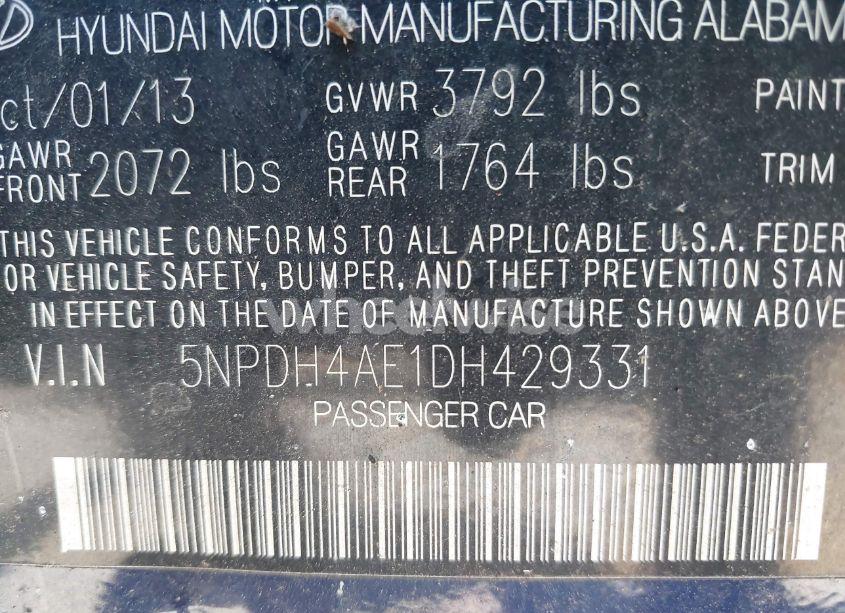 HYUNDAI MOTOR MANUFACTURING ALABAM
ct/01/13 GVWR 3792 lbs PAINT
GAWR FRONT 2072 lbs GAWR REAR 1764 lbs TRIM
THIS VEHICLE CONFORMS TO ALL APPLICABLE U.S.A. FEDER
OR VEHICLE SAFETY, BUMPER, AND THEFT PREVENTION STAN
IN EFFECT ON THE DATE OF MANUFACTURE SHOWN ABOVE
wheelwise
V.I.N 5NPDH4AE1DH429331
PASSENGER CAR